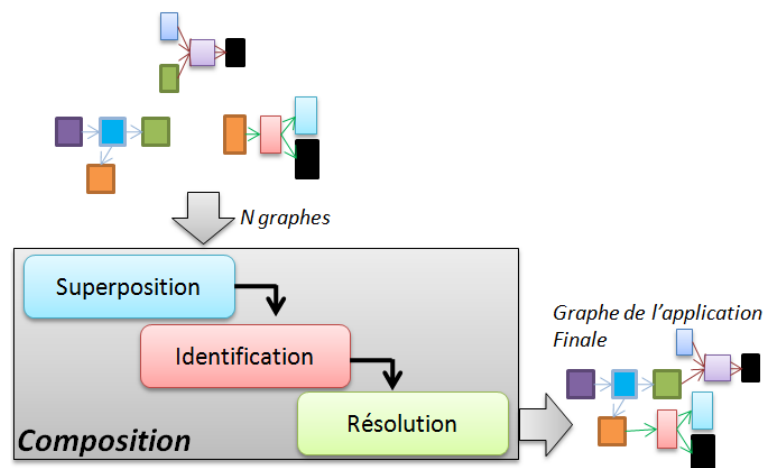 N graphes
Superposition
Identification
Résolution
Composition
Graphe de l'application
Finale